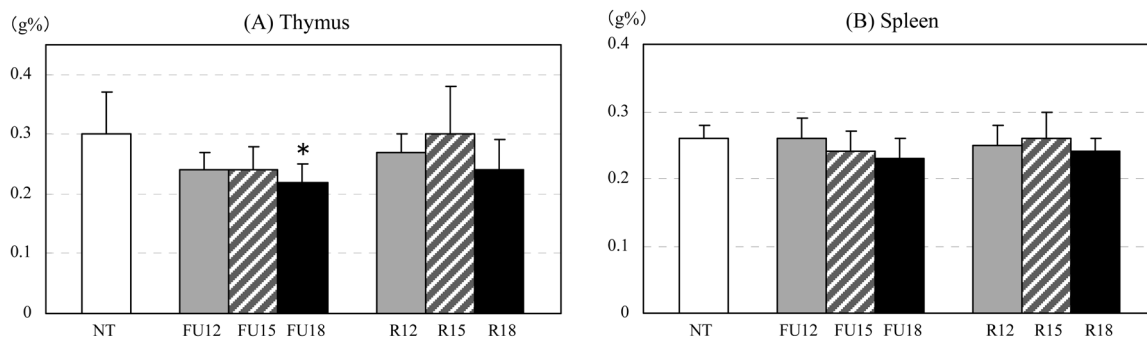 (g%)
(A) Thymus
0.4
0.3
0.2
0.1
0
*
NT FU12 FU15 FU18 R12 R15 R18
(g%)
(B) Spleen
0.4
0.3
0.2
0.1
0
NT FU12 FU15 FU18 R12 R15 R18